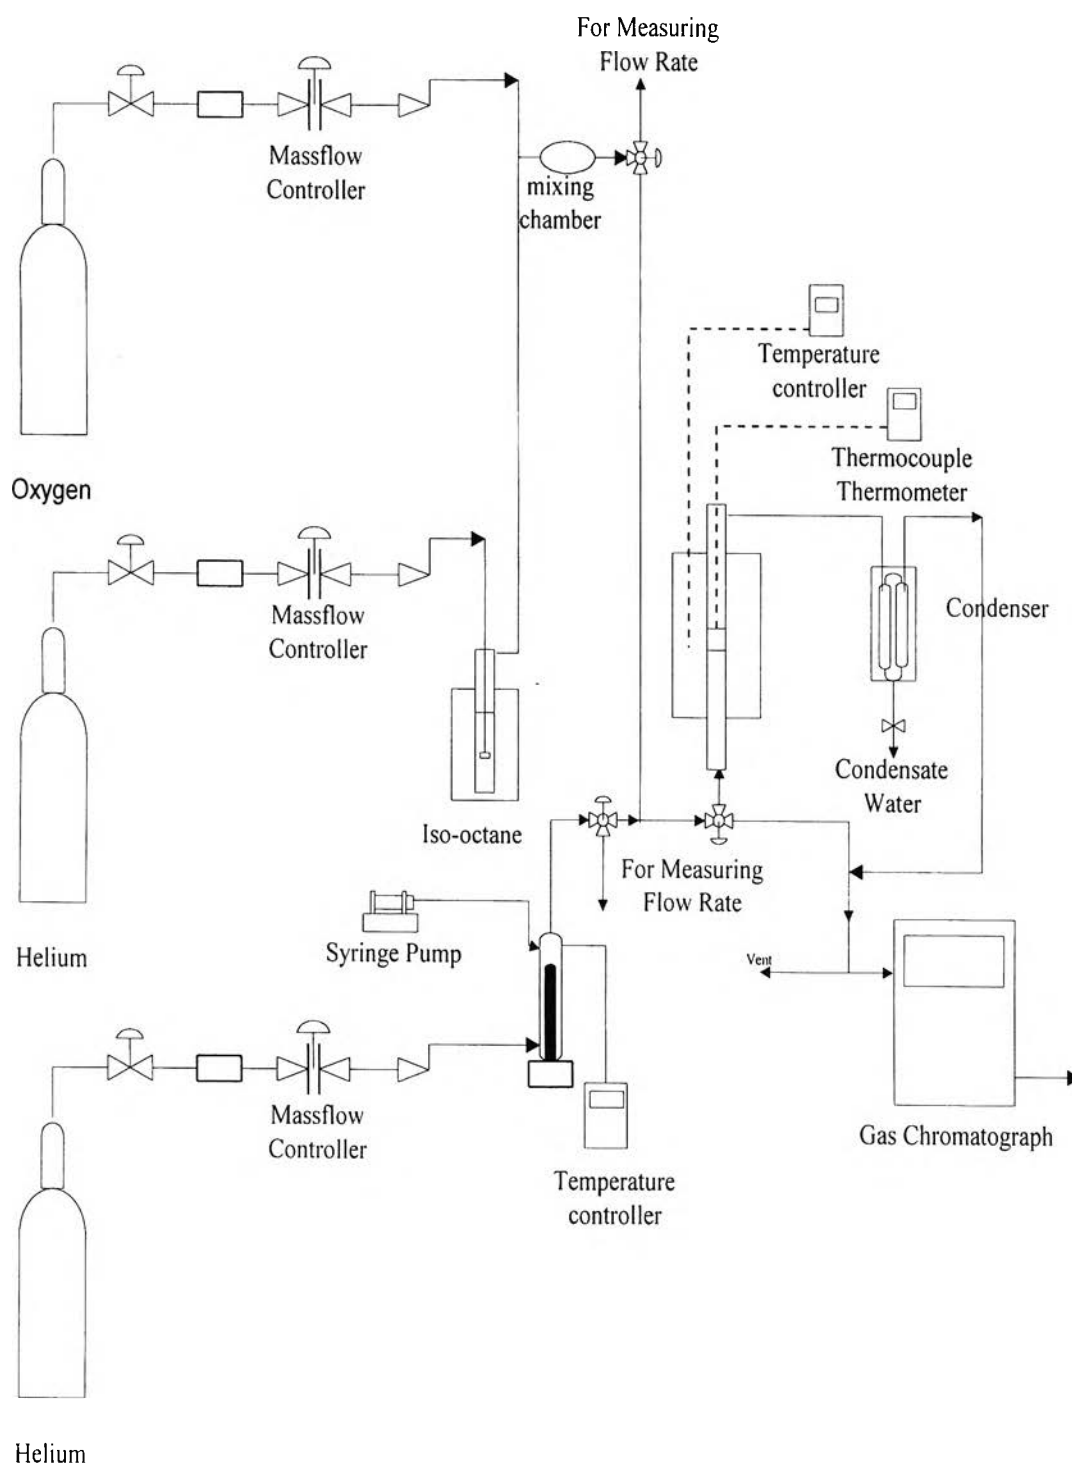 For Measuring
Flow Rate
Massflow
Controller
mixing
chamber
Temperature
controller
Thermocouple
Thermometer
Oxygen
Massflow
Controller
Condenser
Condensate
Water
Iso-octane
For Measuring
Flow Rate
Syringe Pump
Helium
Vent
Massflow
Controller
Gas Chromatograph
Temperature
controller
Helium